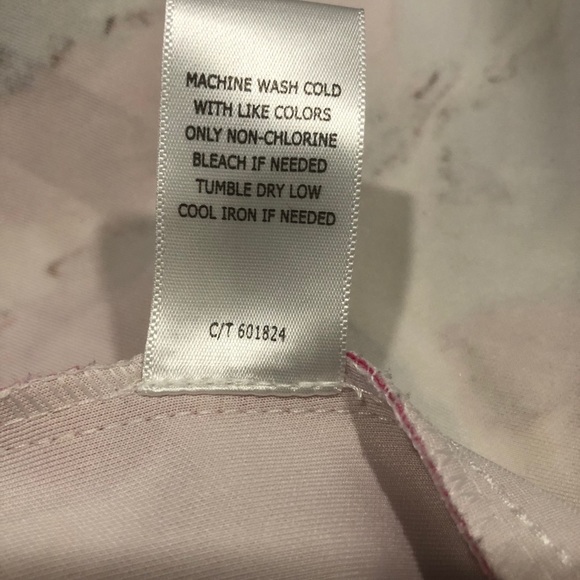 MACHINE WASH COLD
WITH LIKE COLORS
ONLY NON-CHLORINE
BLEACH IF NEEDED
TUMBLE DRY LOW
COOL IRON IF NEEDED
C/T 601824